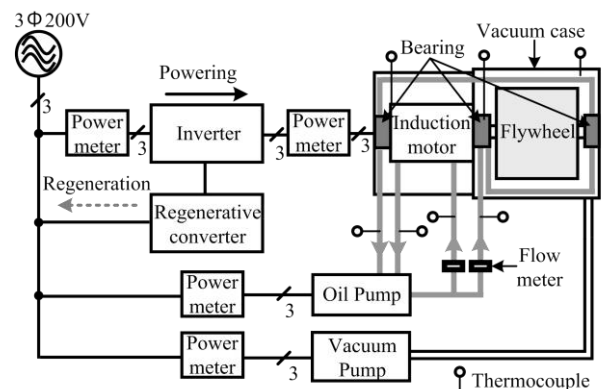 3Φ200V
Vacuum case
Bearing
Powering
3
Power
meter
3
Inverter
3
Power
meter
3
Induction
motor
Flywheel
Regeneration
Regenerative
converter
Flow
meter
Power
meter
3
Oil Pump
Power
meter
3
Vacuum
Pump
Thermocouple